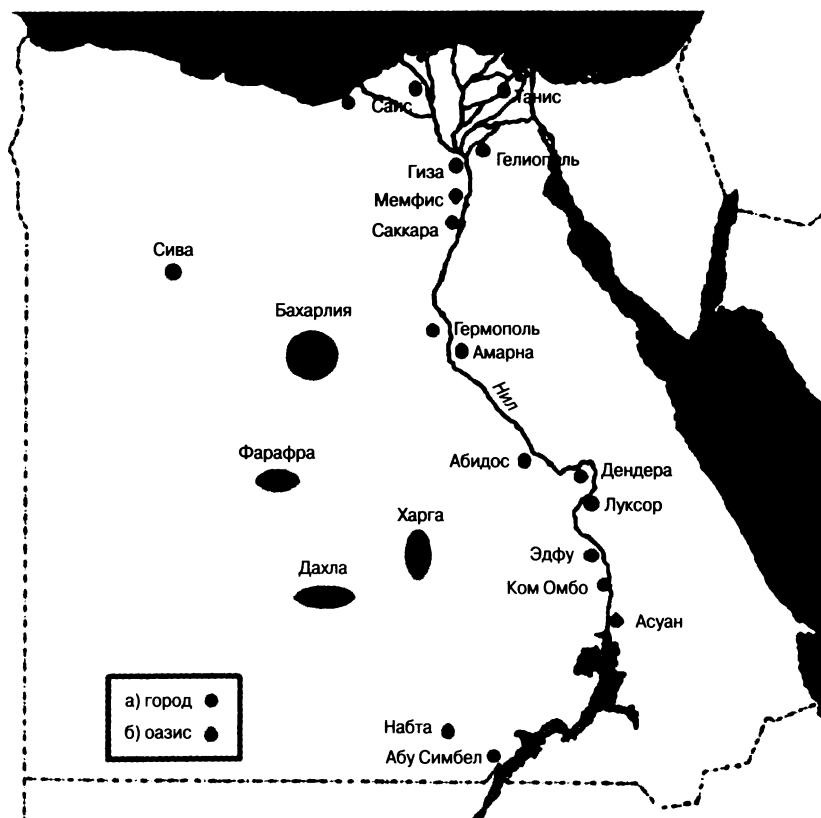 Саис
Танис
Гелиополь
Гиза
Мемфис
Саккара
Сива
Бахарлия
Гермополь
Амарна
Нил
Фарафра
Абидос
Дендера
Луксор
Харга
Эдфу
Дахла
Ком Омбо
Асуан
а) город
б) оазис
Набта
Абу Симбел